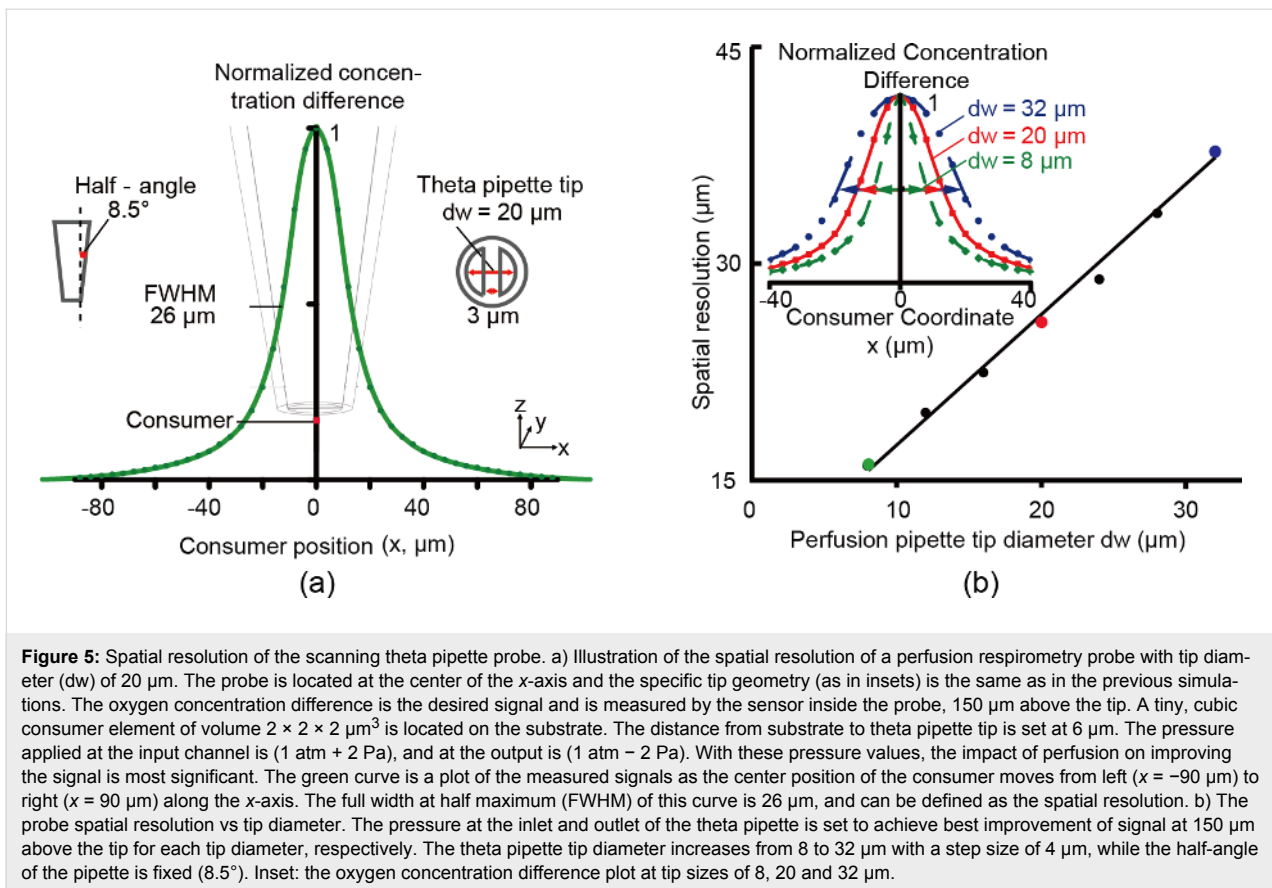 Normalized concen-
tration difference
1
Half - angle
8.5°
Theta pipette tip
dw = 20 µm
3 µm
FWHM
26 µm
Consumer
z
y
x
-80
-40
0
40
80
Consumer position (x, µm)
(a)
45
30
15
Spatial resolution (µm)
Normalized Concentration
Difference
1
dw = 32 µm
dw = 20 µm
dw = 8 µm
-40
0
40
Consumer Coordinate
x (µm)
0
10
20
30
Perfusion pipette tip diameter dw (µm)
(b)
Figure 5: Spatial resolution of the scanning theta pipette probe. a) Illustration of the spatial resolution of a perfusion respirometry probe with tip diam-
eter (dw) of 20 µm. The probe is located at the center of the x-axis and the specific tip geometry (as in insets) is the same as in the previous simula-
tions. The oxygen concentration difference is the desired signal and is measured by the sensor inside the probe, 150 µm above the tip. A tiny, cubic
consumer element of volume 2 × 2 × 2 µm³ is located on the substrate. The distance from substrate to theta pipette tip is set at 6 µm. The pressure
applied at the input channel is (1 atm + 2 Pa), and at the output is (1 atm − 2 Pa). With these pressure values, the impact of perfusion on improving
the signal is most significant. The green curve is a plot of the measured signals as the center position of the consumer moves from left (x = −90 µm) to
right (x = 90 µm) along the x-axis. The full width at half maximum (FWHM) of this curve is 26 µm, and can be defined as the spatial resolution. b) The
probe spatial resolution vs tip diameter. The pressure at the inlet and outlet of the theta pipette is set to achieve best improvement of signal at 150 µm
above the tip for each tip diameter, respectively. The theta pipette tip diameter increases from 8 to 32 µm with a step size of 4 µm, while the half-angle
of the pipette is fixed (8.5°). Inset: the oxygen concentration difference plot at tip sizes of 8, 20 and 32 µm.